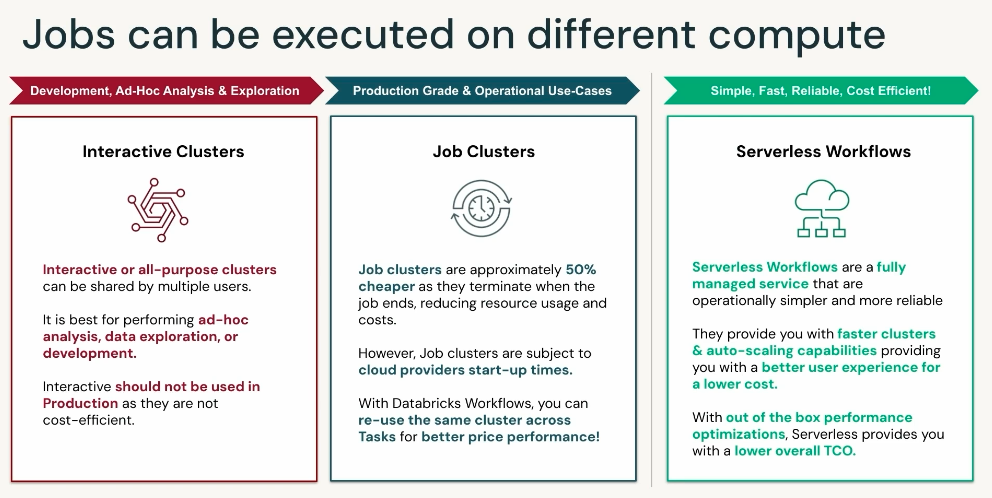 Jobs can be executed on different compute
Development, Ad-Hoc Analysis & Exploration
Interactive Clusters
Interactive or all-purpose clusters
can be shared by multiple users.
It is best for performing ad-hoc
analysis, data exploration, or
development.
Interactive should not be used in
Production as they are not
cost-efficient.
Production Grade & Operational Use-Cases
Job Clusters
Job clusters are approximately 50%
cheaper as they terminate when the
job ends, reducing resource usage and
costs.
However, Job clusters are subject to
cloud providers start-up times.
With Databricks Workflows, you can
re-use the same cluster across
Tasks for better price performance!
Simple, Fast, Reliable, Cost Efficient!
Serverless Workflows
Serverless Workflows are a fully
managed service that are
operationally simpler and more reliable
They provide you with faster clusters
& auto-scaling capabilities providing
you with a better user experience for
a lower cost.
With out of the box performance
optimizations, Serverless provides you
with a lower overall TCO.